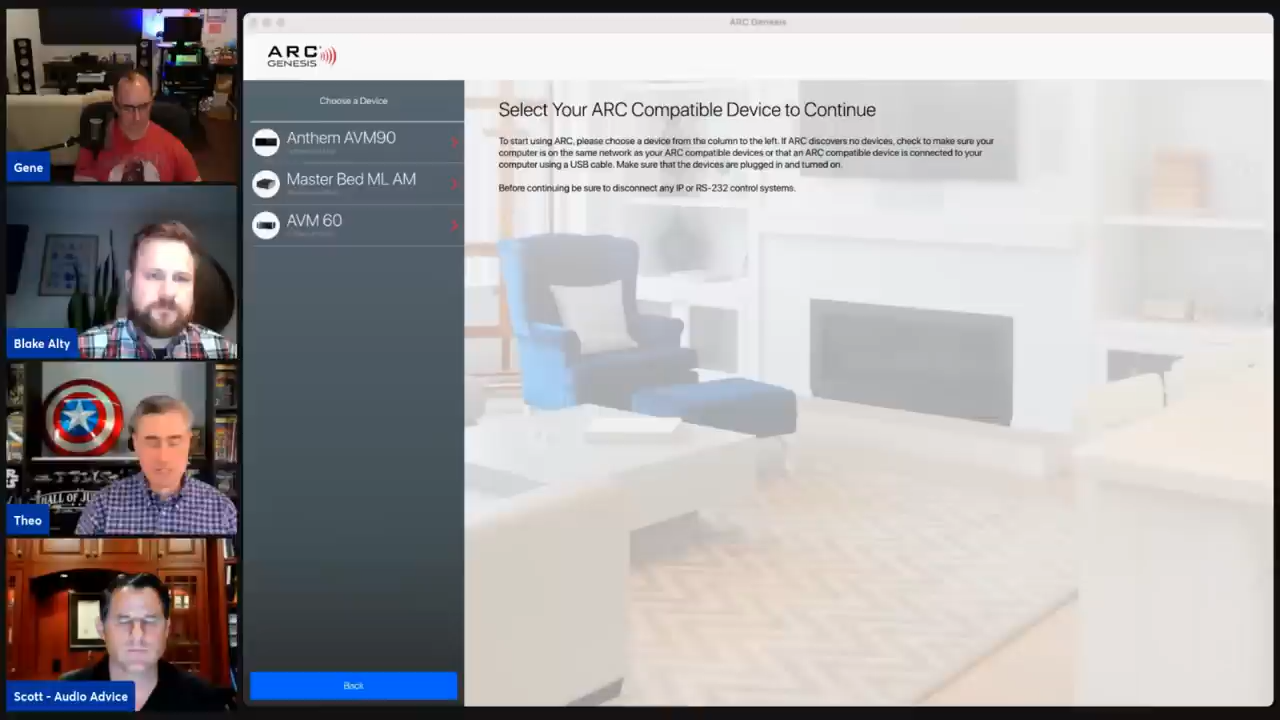 ARC Genesis
ARC
GENESIS
Choose a Device
Anthem AVM90
Master Bed ML AM
AVM 60
Back
Select Your ARC Compatible Device to Continue
To start using ARC, please choose a device from the column to the left. If ARC discovers no devices, check to make sure your
computer is on the same network as your ARC compatible devices or that an ARC compatible device is connected to your
computer using a USB cable. Make sure that the devices are plugged in and turned on.
Before continuing be sure to disconnect any IP or RS-232 control systems.
Gene
Blake Alty
HALL OF JU
Theo
Scott - Audio Advice